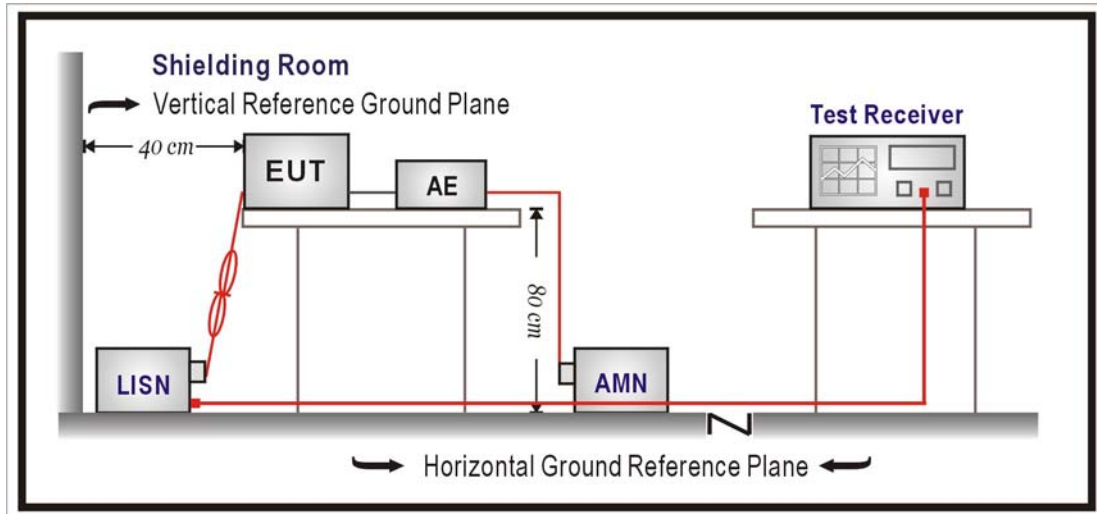 Shielding Room
Vertical Reference Ground Plane
40 cm
EUT
AE
Test Receiver
80 cm
LISN
AMN
Horizontal Ground Reference Plane